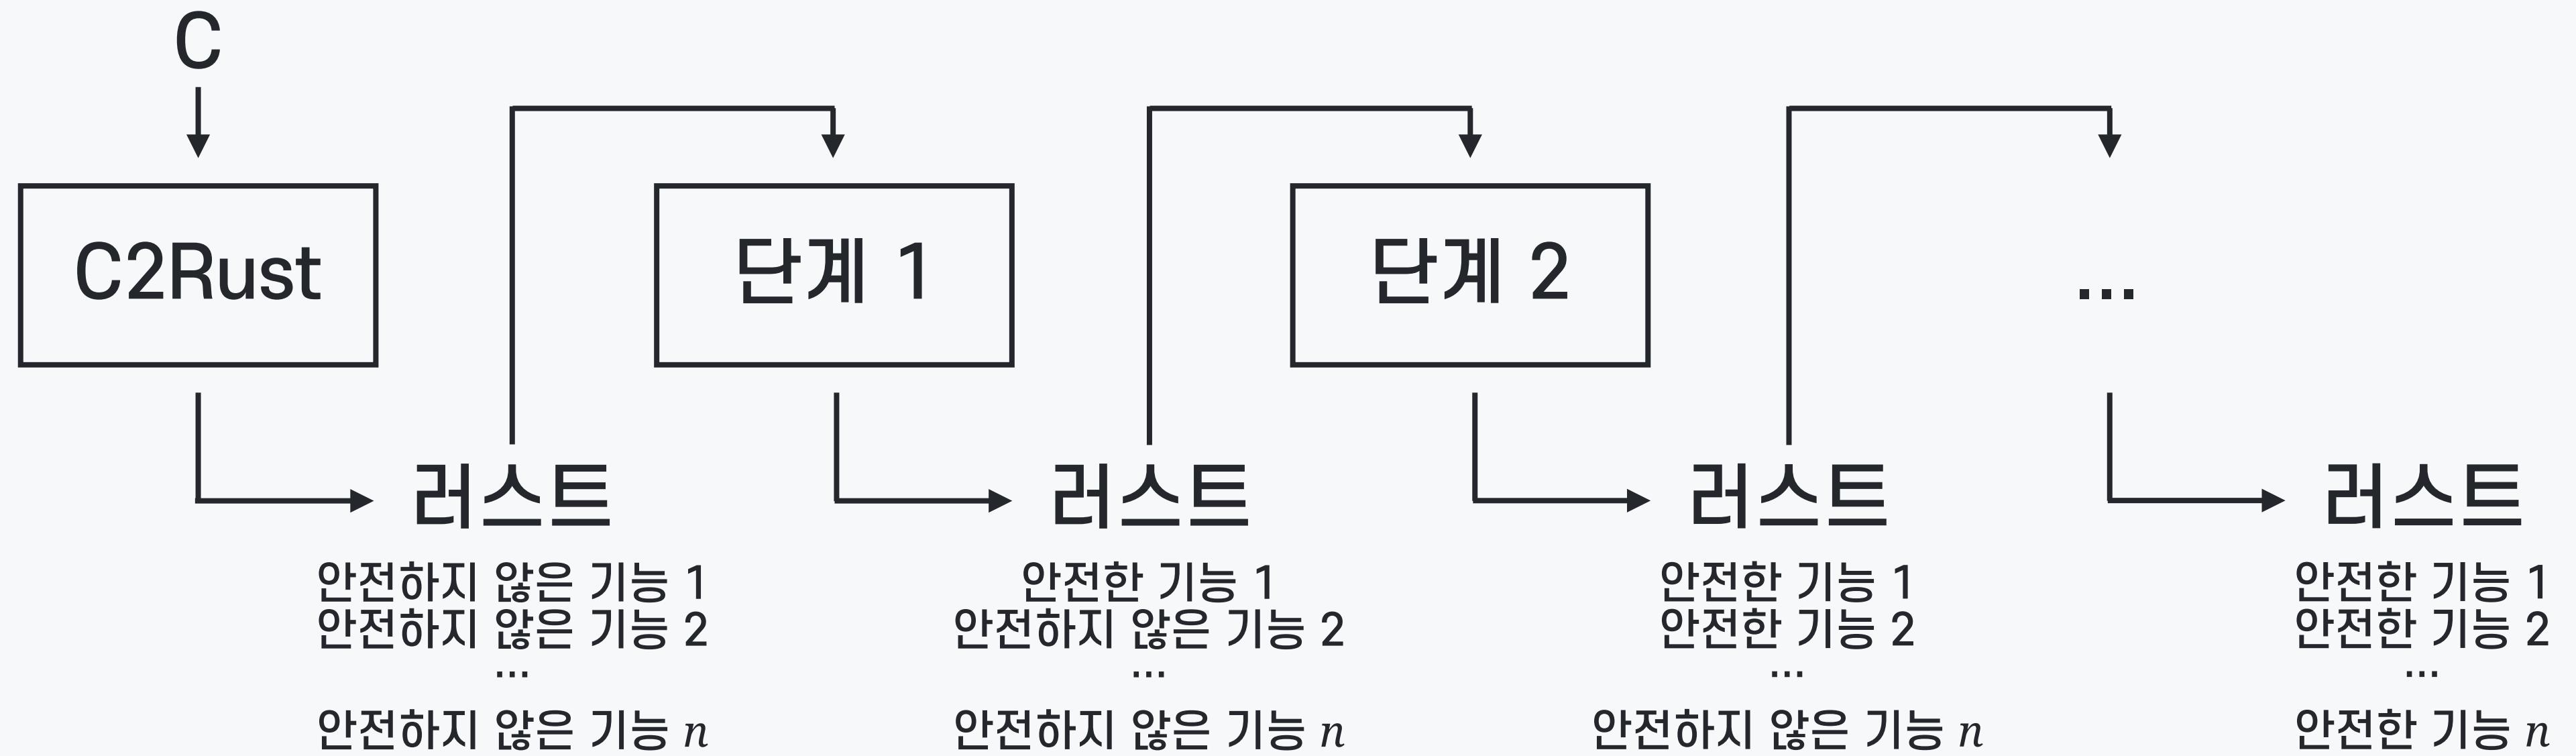 C
C2Rust
단계 1
단계 2
...
러스트
안전하지 않은 기능 1
안전하지 않은 기능 2
...
안전하지 않은 기능 n
러스트
안전한 기능 1
안전하지 않은 기능 2
...
안전하지 않은 기능 n
러스트
안전한 기능 1
안전한 기능 2
...
안전하지 않은 기능 n
러스트
안전한 기능 1
안전한 기능 2
...
안전한 기능 n